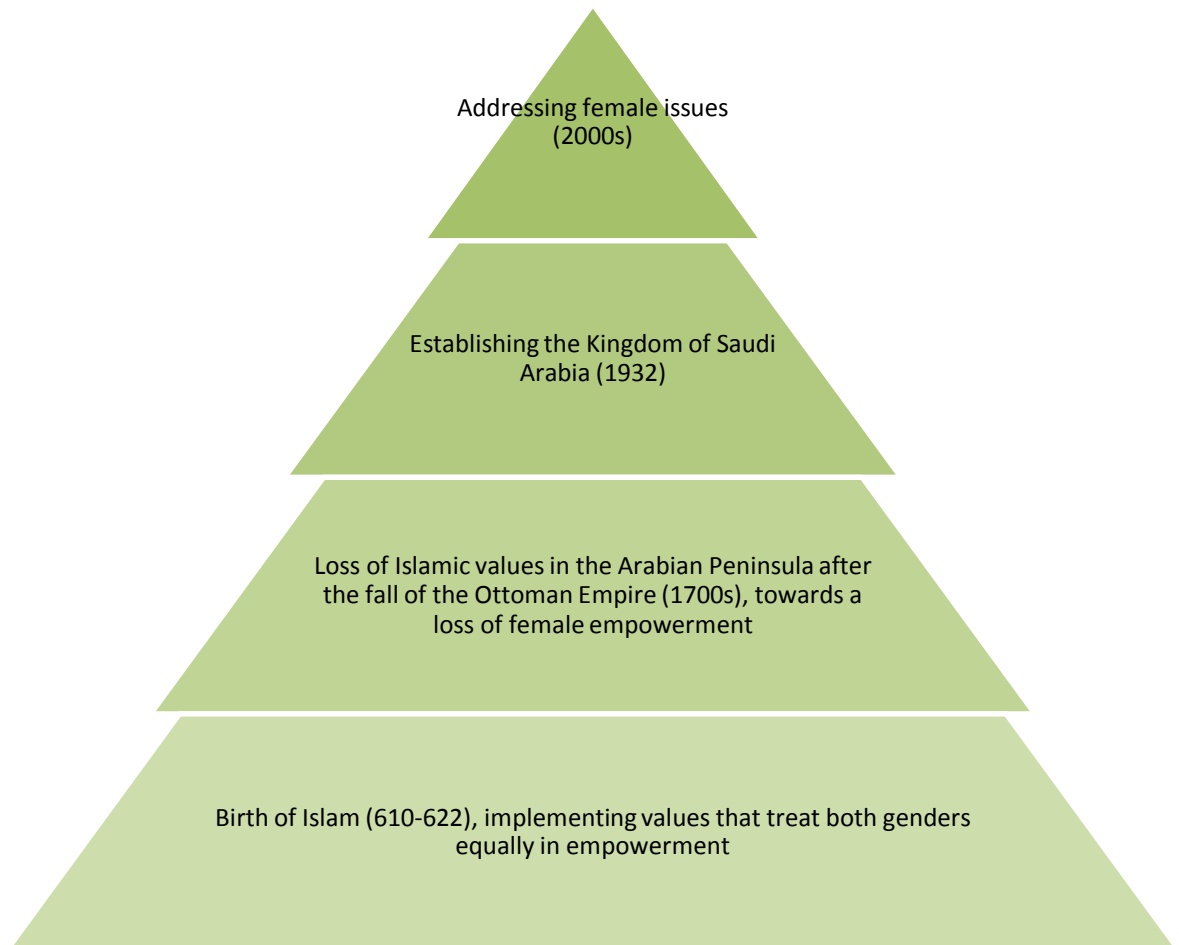 Addressing female issues
(2000s)
Establishing the Kingdom of Saudi
Arabia (1932)
Loss of Islamic values in the Arabian Peninsula after
the fall of the Ottoman Empire (1700s), towards a
loss of female empowerment
Birth of Islam (610-622), implementing values that treat both genders
equally in empowerment